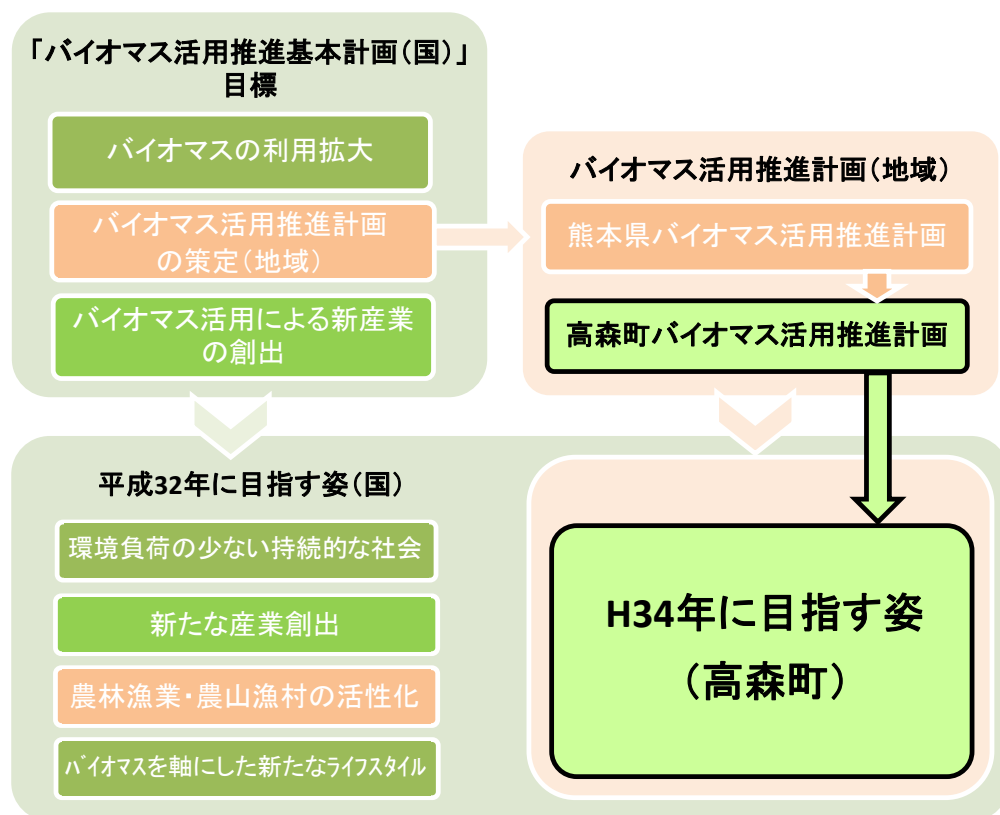 「バイオマス活用推進基本計画（国）」
目標
バイオマスの利用拡大
バイオマス活用推進計画
の策定（地域）
バイオマス活用による新産業
の創出
バイオマス活用推進計画（地域）
熊本県バイオマス活用推進計画
高森町バイオマス活用推進計画
平成32年に目指す姿（国）
環境負荷の少ない持続的な社会
新たな産業創出
農林漁業・農山漁村の活性化
ﾊﾞｲｵﾏｽを軸にした新たなﾗｲﾌｽﾀｲﾙ
H34年に目指す姿
（高森町）